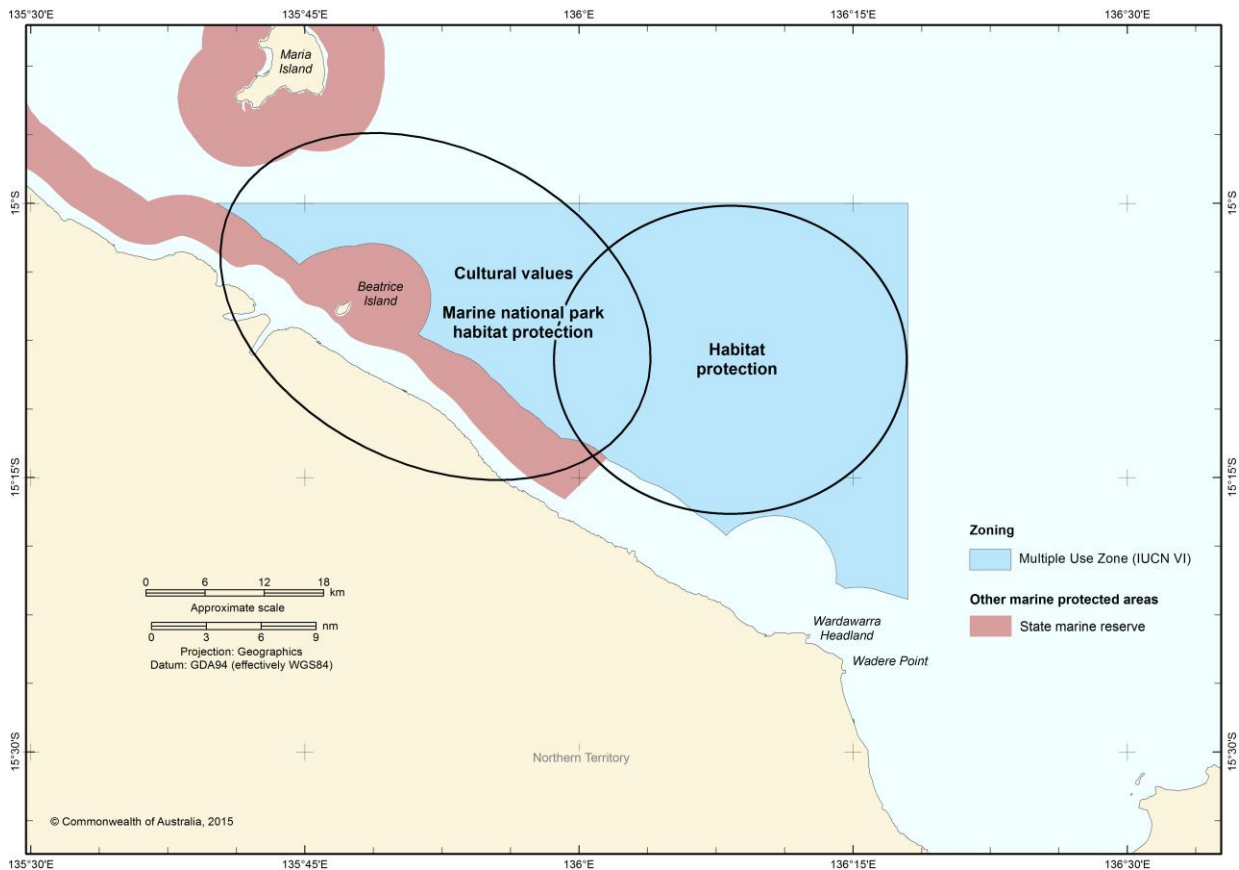 135°30'E 135°45'E 136°E 136°15'E 136°30'E
Maria
Island
15°S 15°S
Cultural values
Beatrice
Island
Marine national park
habitat protection
Habitat
protection
15°15'S 15°15'S
Zoning
Multiple Use Zone (IUCN VI)
Other marine protected areas
State marine reserve
0 6 12 18 km
Approximate scale
0 3 6 9 nm
Projection: Geographics
Datum: GDA94 (effectively WGS84)
Wardawarra
Headland
Wadere Point
15°30'S 15°30'S
Northern Territory
© Commonwealth of Australia, 2015
135°30'E 135°45'E 136°E 136°15'E 136°30'E